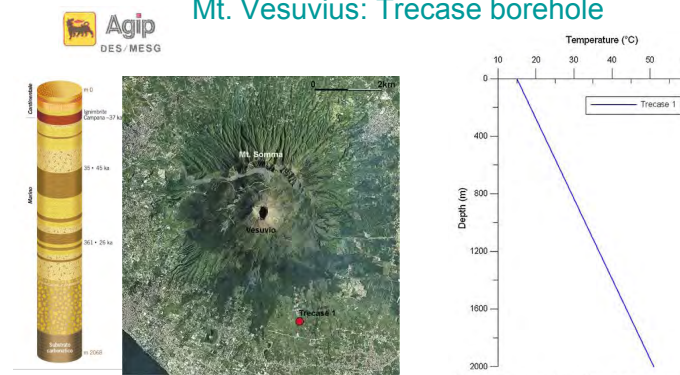 Mt. Vesuvius: Trecase borehole
Agip
DES/MESG
Continentale
Marino
m 0
Ignimbrite
Campana ~37 ka
35 • 45 ka
361 • 26 ka
Substrato
carbonatico
m 2068
0 2km
Mt. Somma
Vesuvio
Trecase 1
Temperature (°C)
10 20 30 40 50
Trecase 1
Depth (m)
0
400
800
1200
1600
2000